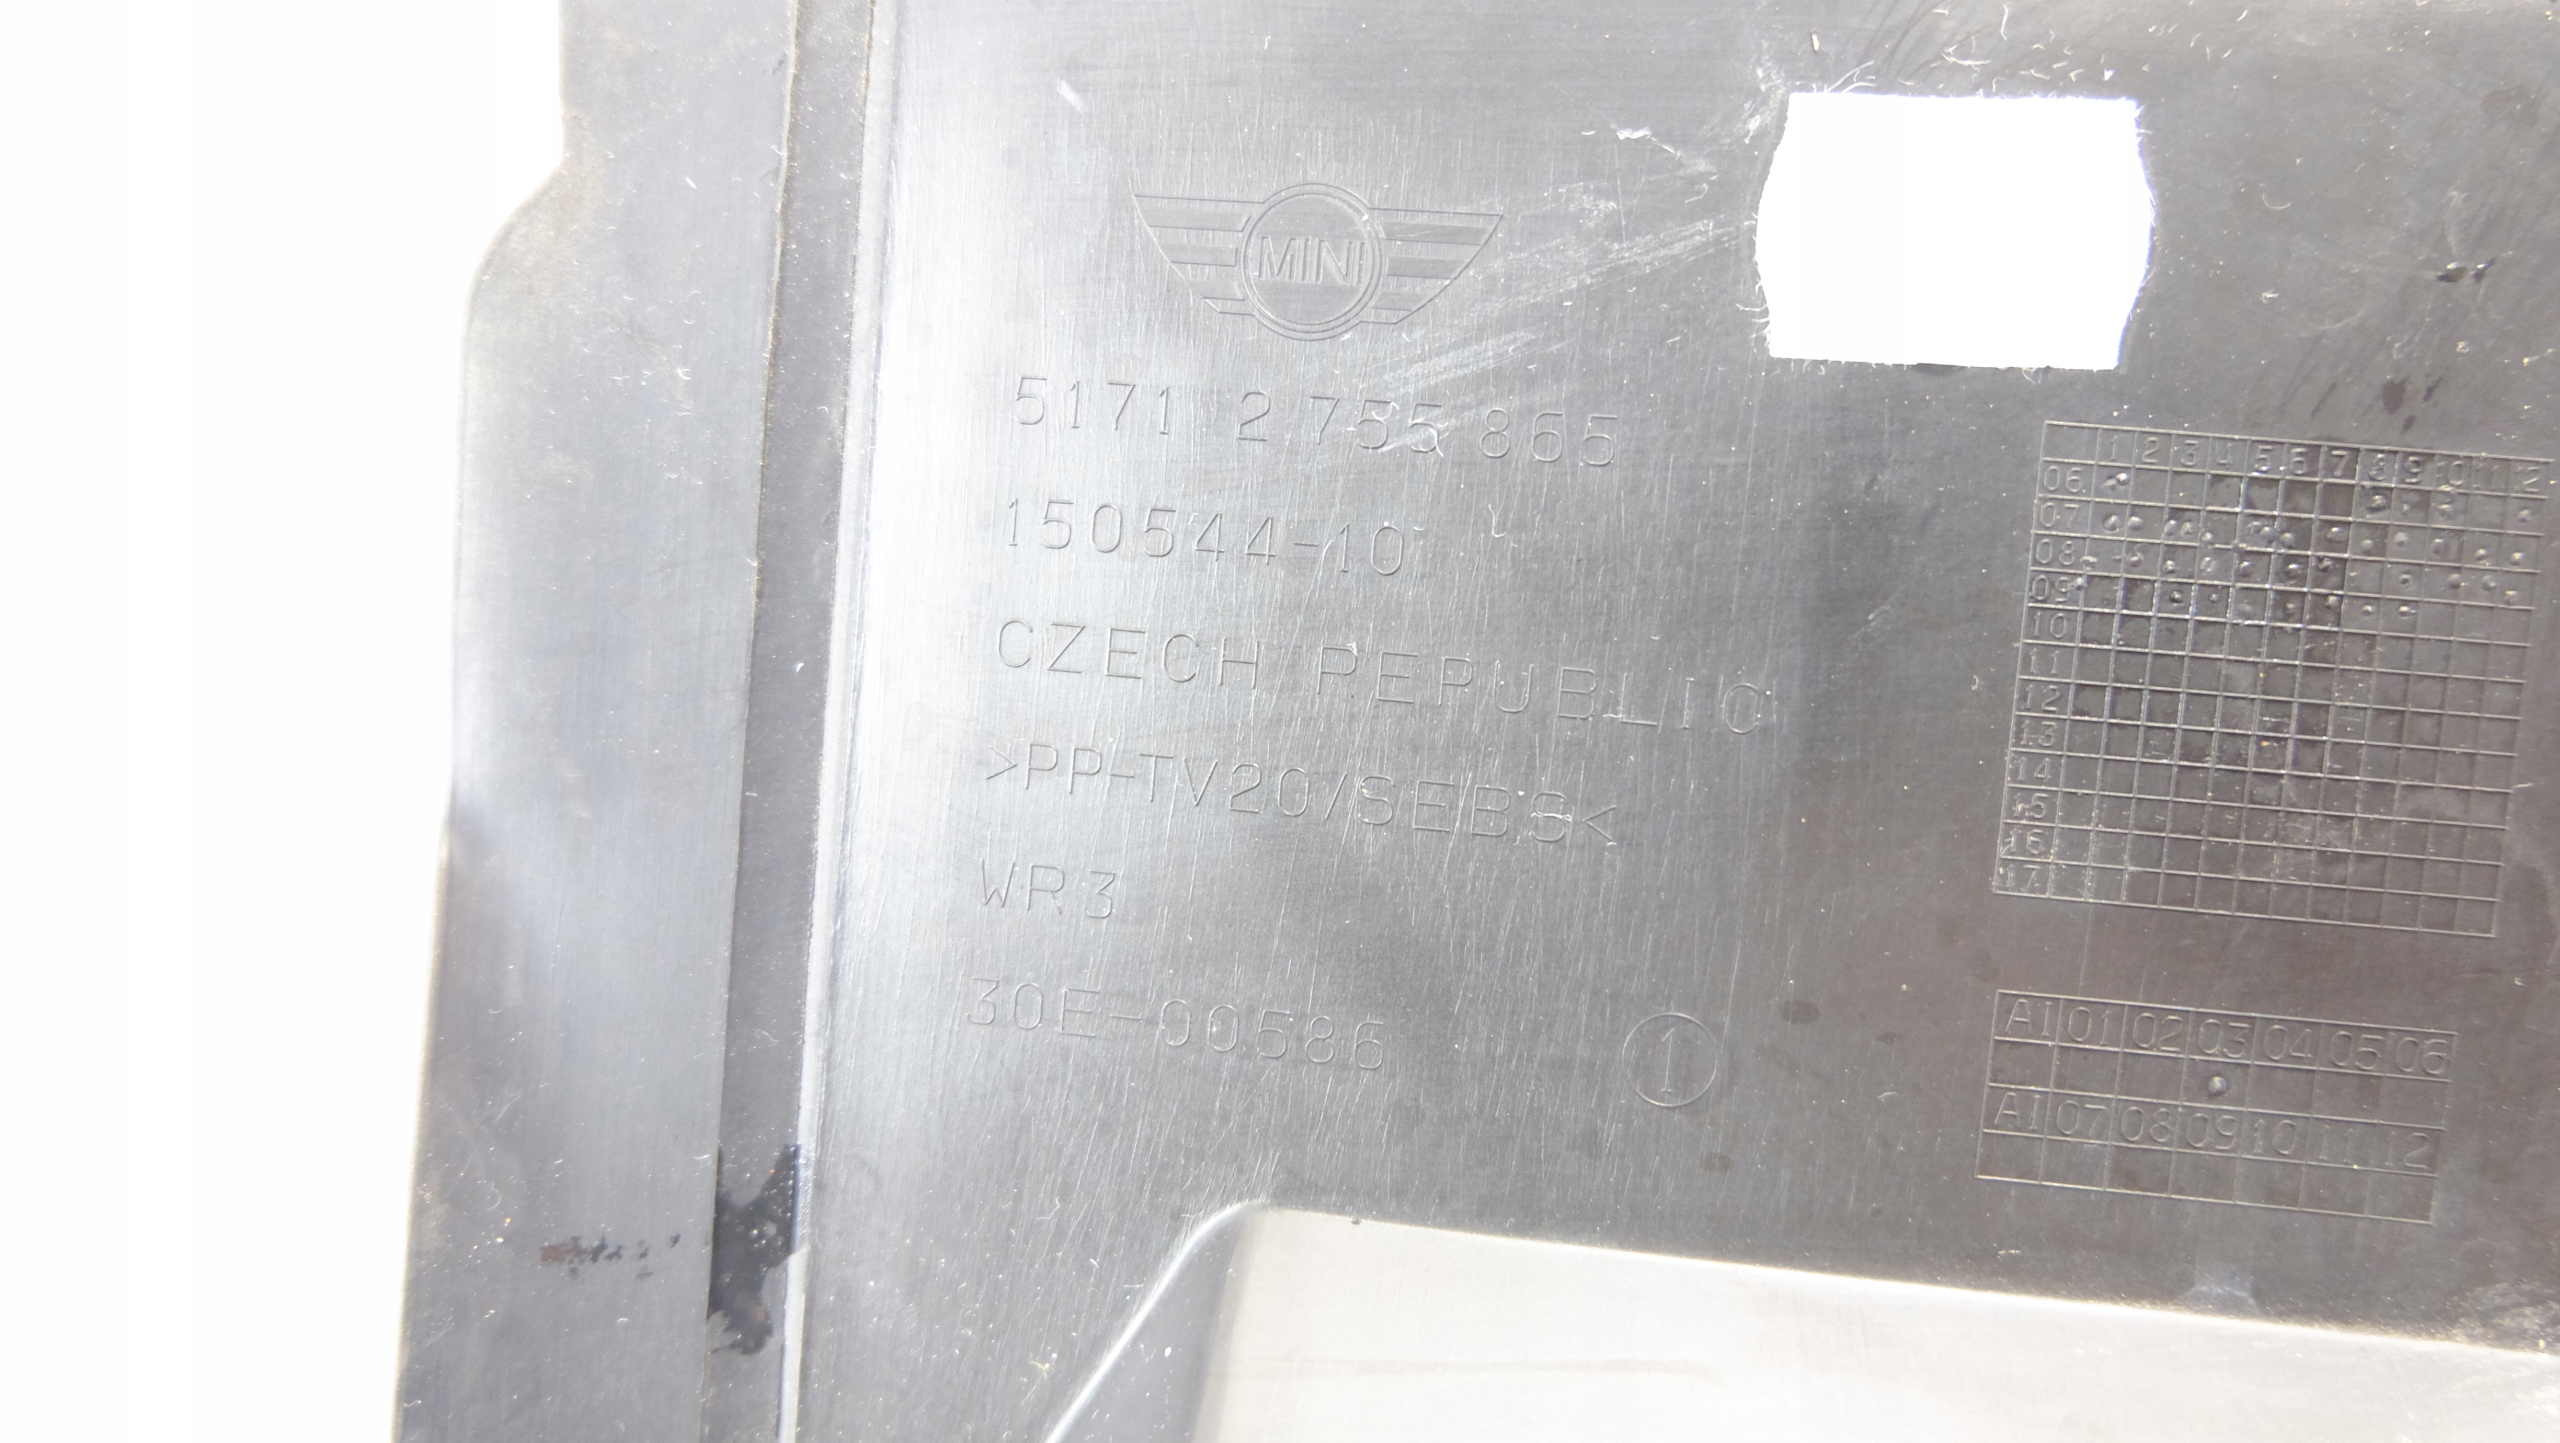 MINI
5171 2 755 865
150544-10
CZECH REPUBLIC
>PP-TV20/SEBS<
WR3
30E-00586
1
1 2 3 4 5 6 7 8 9 10 11 12
06
07
08
09
10
11
12
13
14
15
16
17
AI 01 02 03 04 05 06
AI 07 08 09 10 11 12